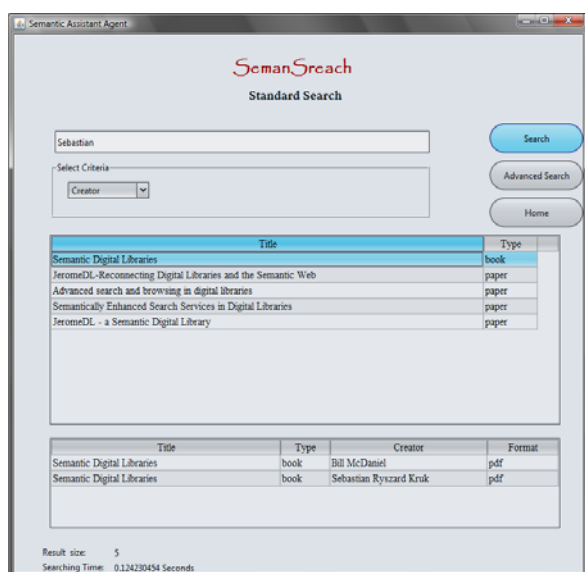 Semantic Assistant Agent
SemanSreach
Standard Search
Sebastian
Search
Select Criteria
Creator
Advanced Search
Home
Title Type
Semantic Digital Libraries book
JeromeDL-Reconnecting Digital Libraries and the Semantic Web paper
Advanced search and browsing in digital libraries paper
Semantically Enhanced Search Services in Digital Libraries paper
JeromeDL - a Semantic Digital Library paper
Title Type Creator Format
Semantic Digital Libraries book Bill McDaniel pdf
Semantic Digital Libraries book Sebastian Ryszard Kruk pdf
Result size: 5
Searching Time: 0.124230454 Seconds